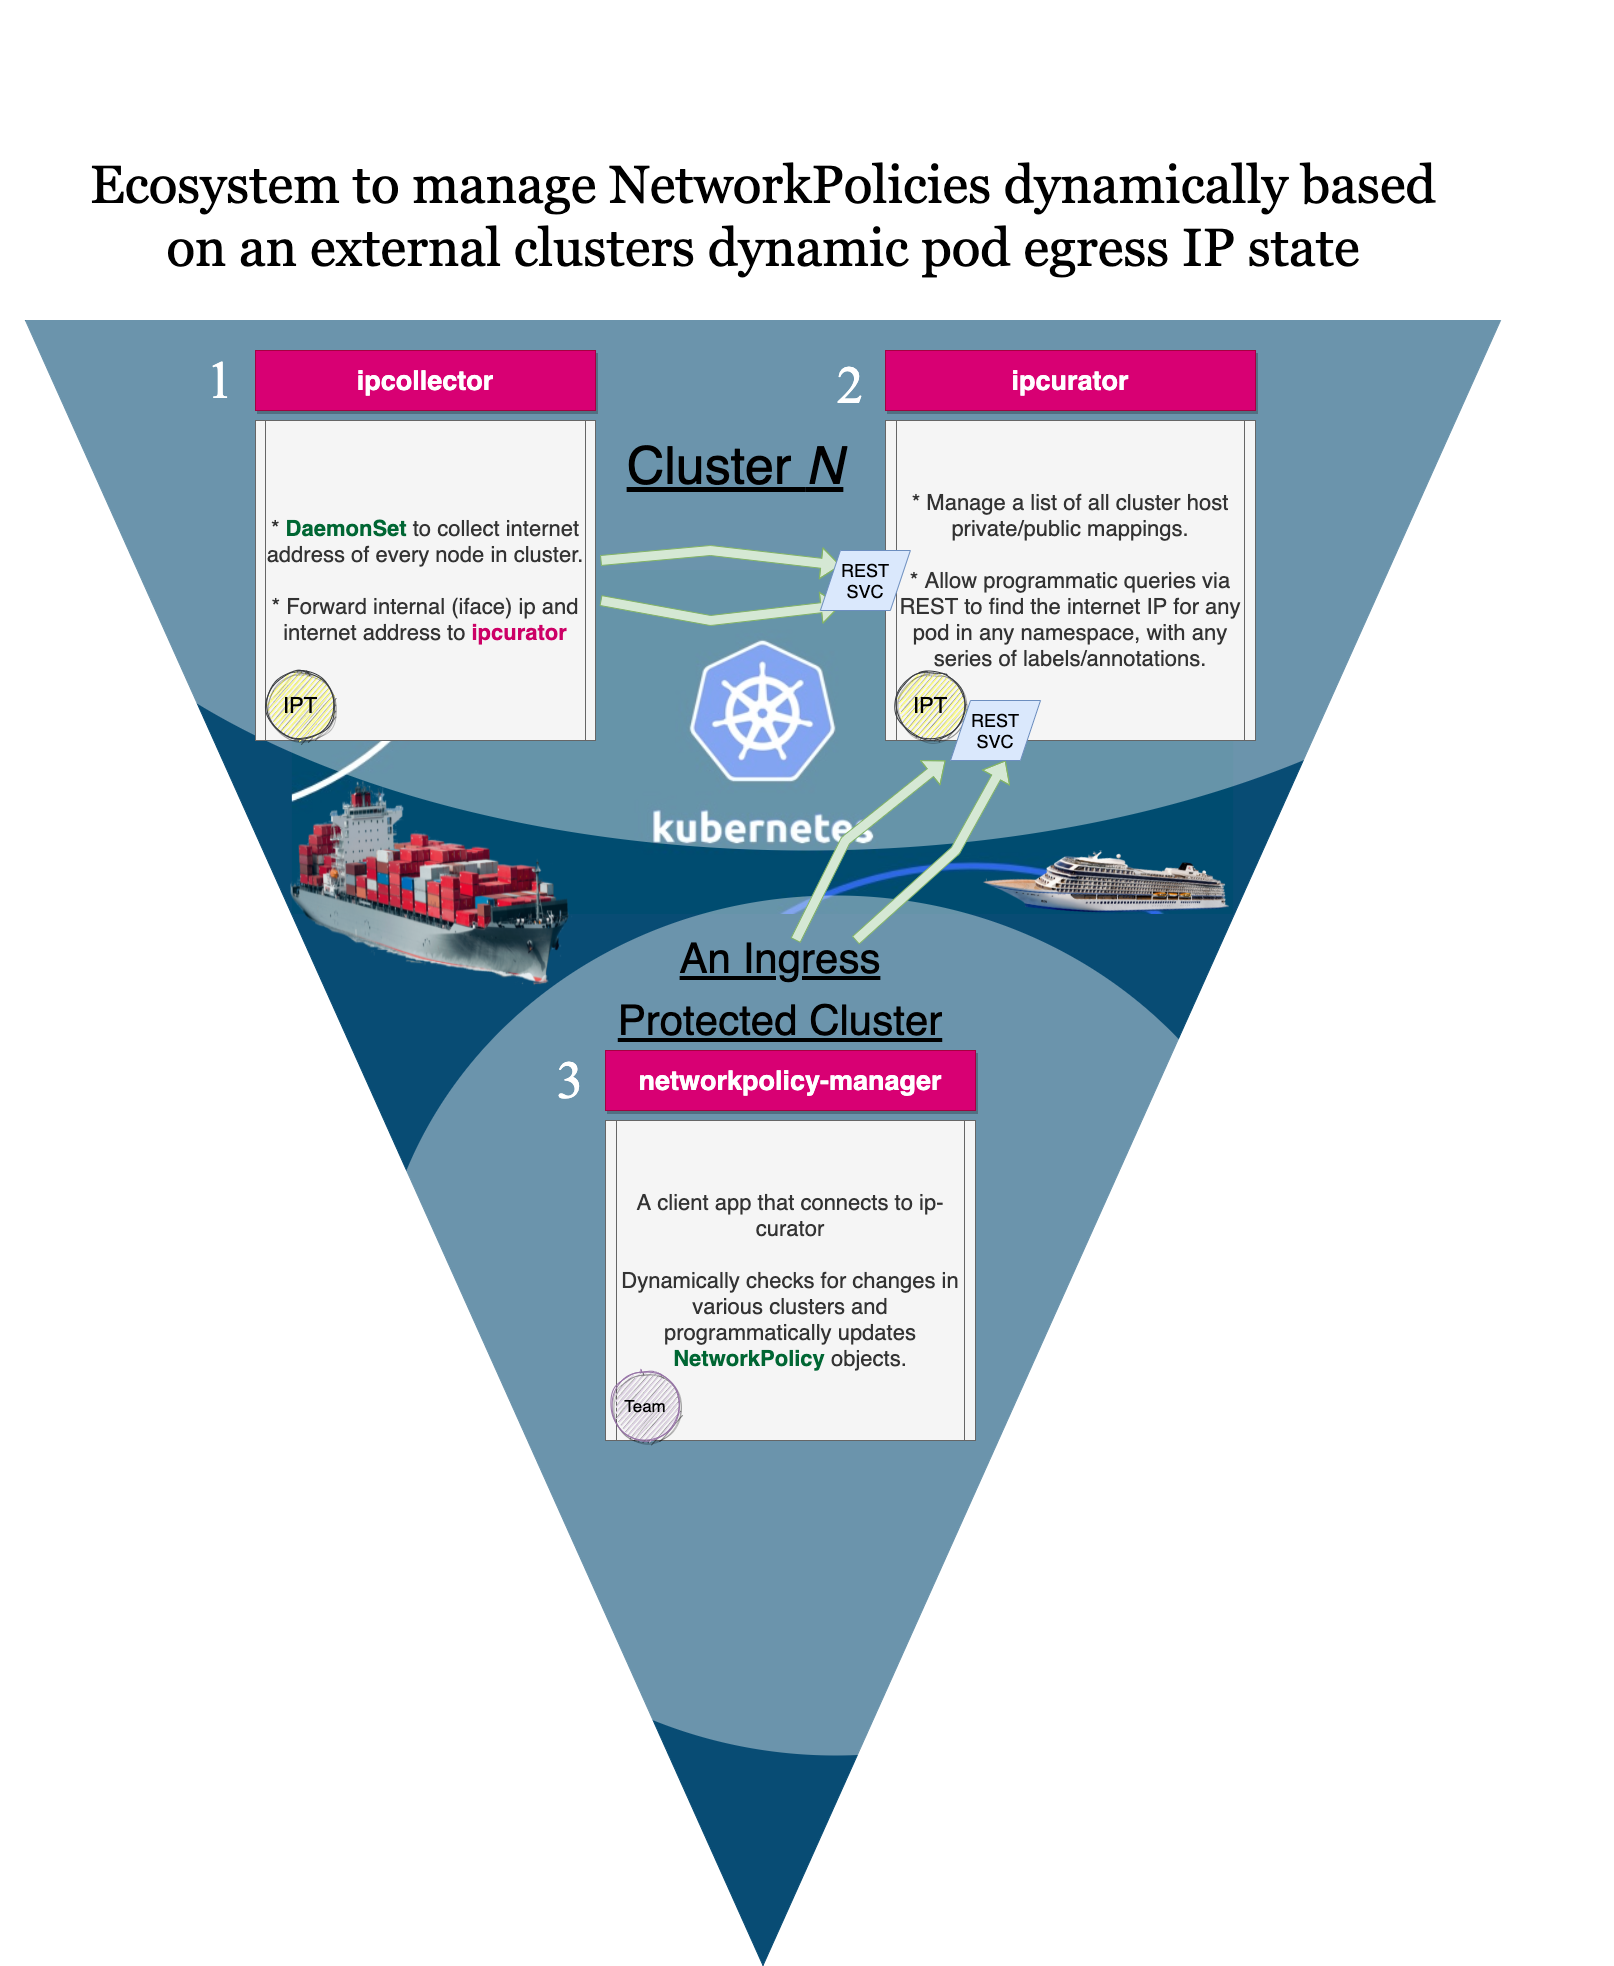 Ecosystem to manage NetworkPolicies dynamically based
on an external clusters dynamic pod egress IP state
1
ipcollector
* DaemonSet to collect internet
address of every node in cluster.
* Forward internal (iface) ip and
internet address to ipcurator
IPT
Cluster N
REST
SVC
kubernetes
2
ipcurator
* Manage a list of all cluster host
private/public mappings.
* Allow programmatic queries via
REST to find the internet IP for any
pod in any namespace, with any
series of labels/annotations.
IPT
REST
SVC
An Ingress
Protected Cluster
3
networkpolicy-manager
A client app that connects to ip-
curator
Dynamically checks for changes in
various clusters and
programmatically updates
NetworkPolicy objects.
Team